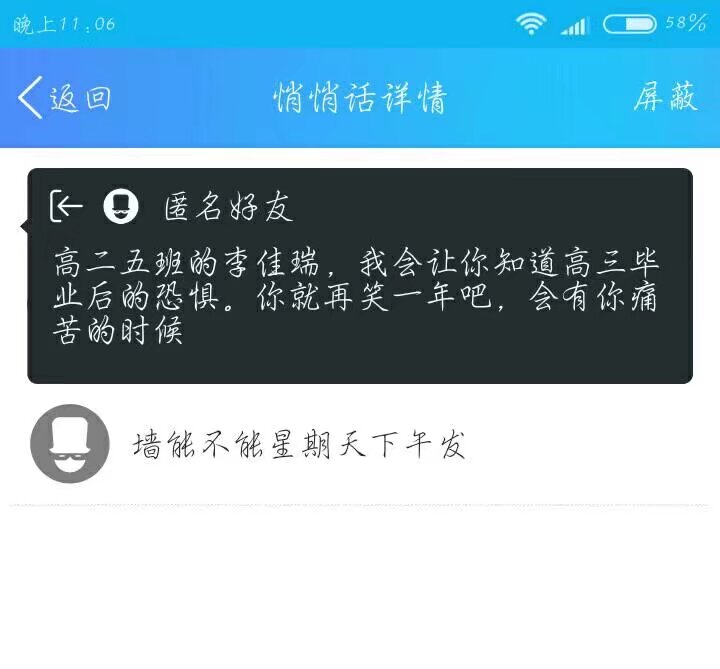 晚上11:06
58%
返回
悄悄话详情
屏蔽
匿名好友
高二五班的李佳瑞，我会让你知道高三毕
业后的恐惧。你就再笑一年吧，会有你痛
苦的时候
墙能不能星期天下午发